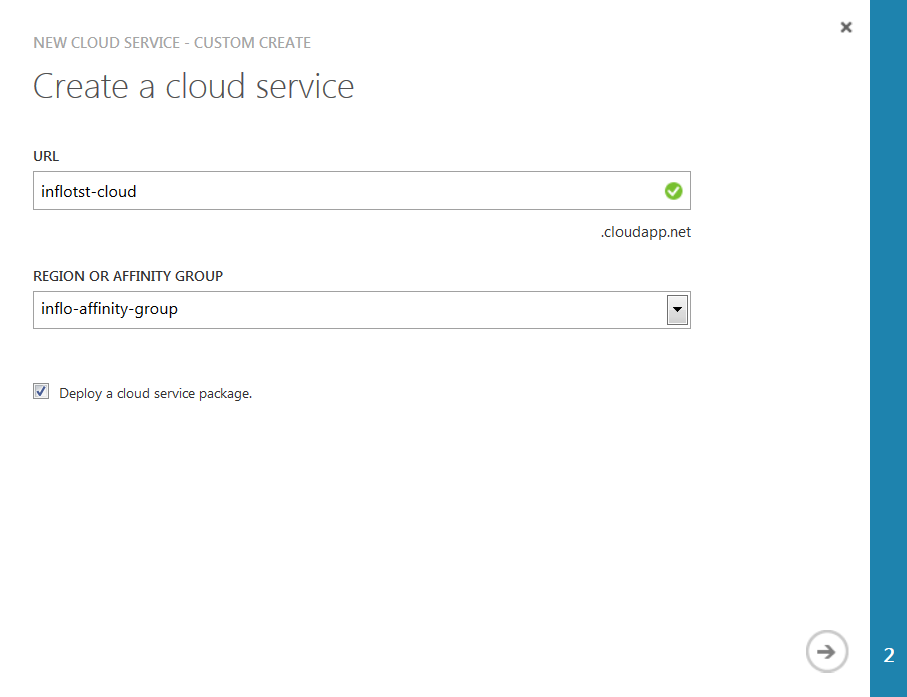 NEW CLOUD SERVICE - CUSTOM CREATE
Create a cloud service
URL
inflotst-cloud
.cloudapp.net
REGION OR AFFINITY GROUP
inflo-affinity-group
Deploy a cloud service package.
2